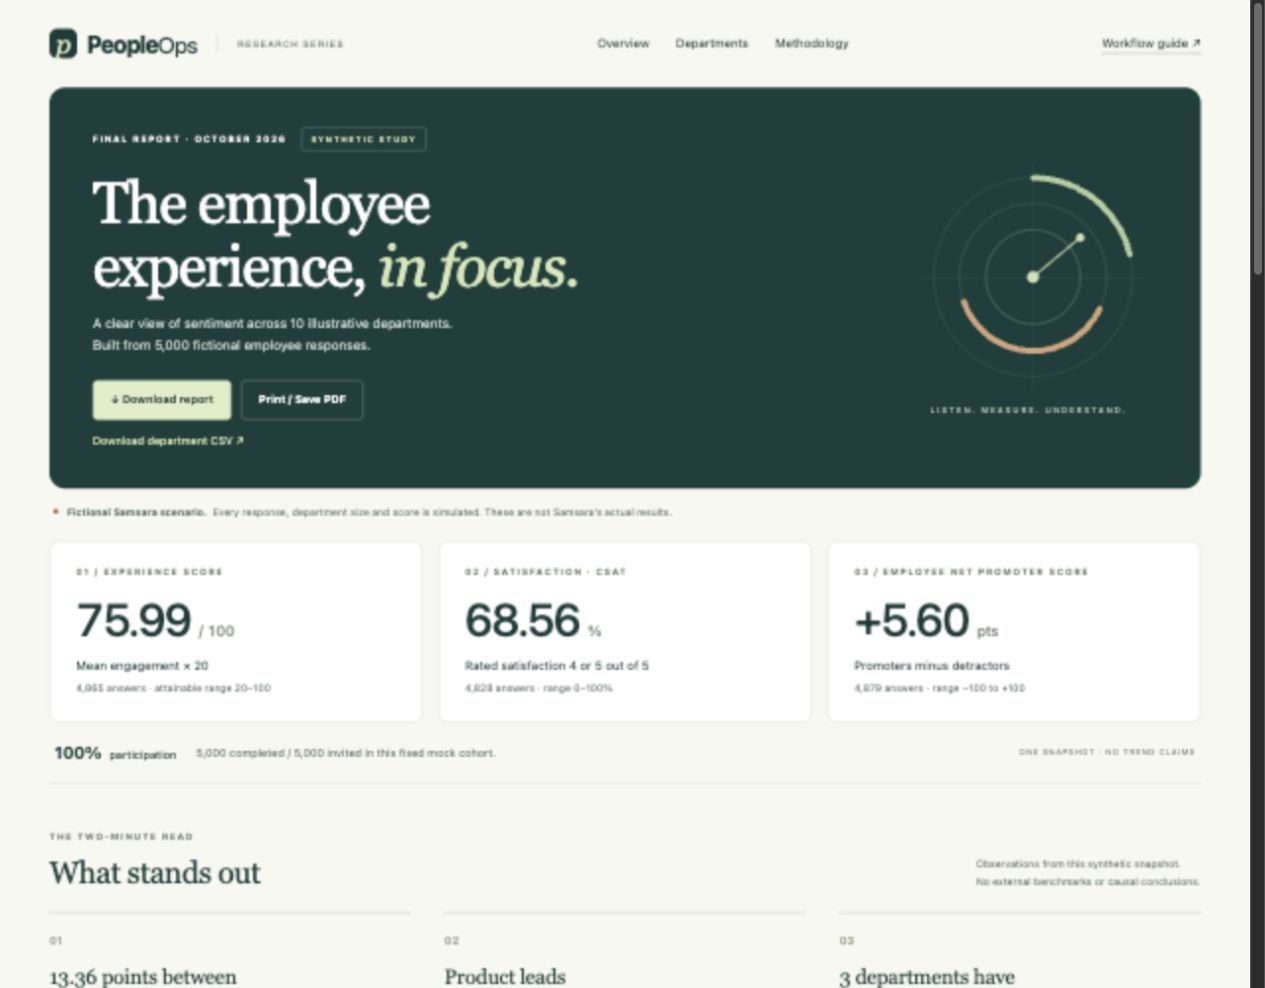 p PeopleOps
RESEARCH SERIES
Overview
Departments
Methodology
Workflow guide ↗
FINAL REPORT · OCTOBER 2026
SYNTHETIC STUDY
The employee
experience, in focus.
A clear view of sentiment across 10 illustrative departments.
Built from 5,000 fictional employee responses.
↓ Download report
Print / Save PDF
Download department CSV ↗
LISTEN. MEASURE. UNDERSTAND.
Fictional Samsara scenario. Every response, department size and score is simulated. These are not Samsara's actual results.
01 / EXPERIENCE SCORE
75.99 / 100
Mean engagement × 20
4,965 answers · attainable range 20–100
02 / SATISFACTION · CSAT
68.56 %
Rated satisfaction 4 or 5 out of 5
4,828 answers · range 0–100%
03 / EMPLOYEE NET PROMOTER SCORE
+5.60 pts
Promoters minus detractors
4,879 answers · range −100 to +100
100% participation
5,000 completed / 5,000 invited in this fixed mock cohort.
ONE SNAPSHOT · NO TREND CLAIMS
THE TWO-MINUTE READ
What stands out
Observations from this synthetic snapshot.
No external benchmarks or causal conclusions.
01
13.36 points between
02
Product leads
03
3 departments have